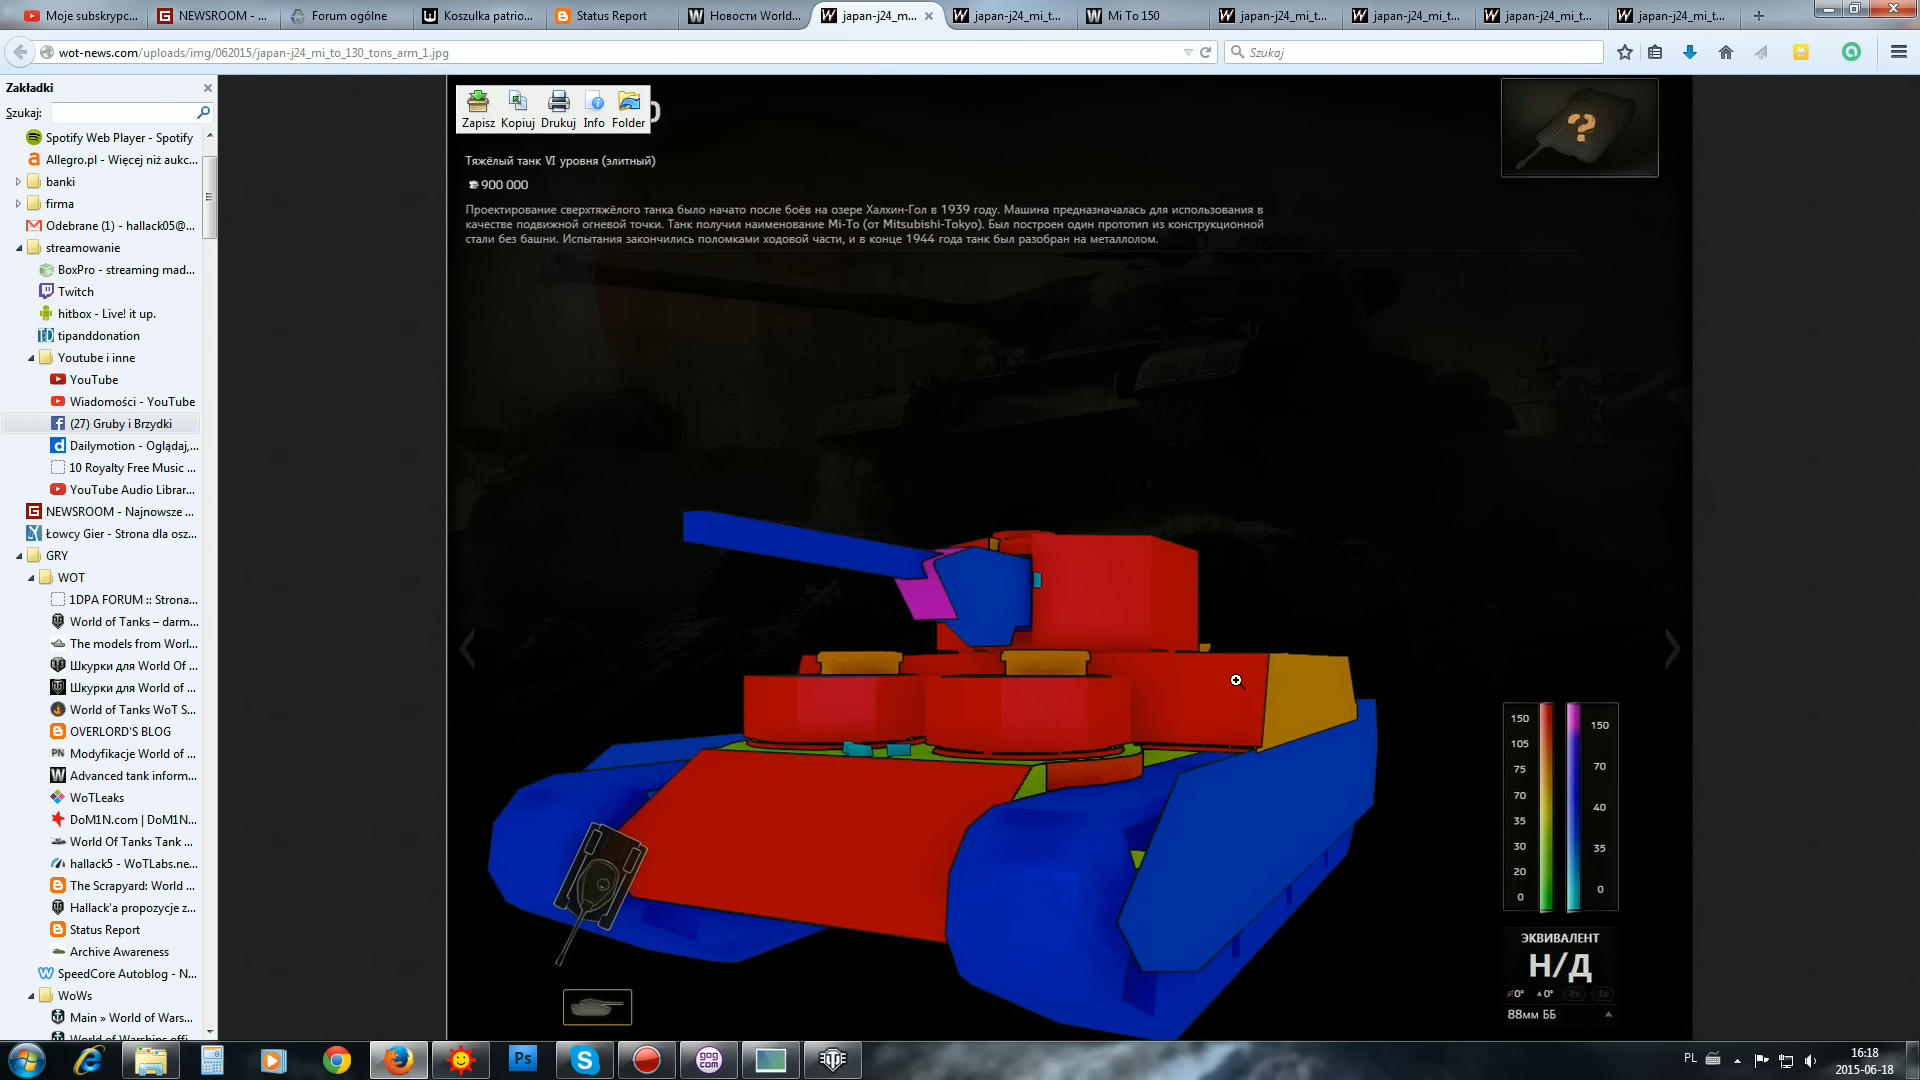 Moje subskrypc...
NEWSROOM - ...
Forum ogólne
Koszulka patrio...
Status Report
Новости World...
japan-j24_m...
japan-j24_mi_t...
Mi To 150
japan-j24_mi_t...
japan-j24_mi_t...
japan-j24_mi_t...
japan-j24_mi_t...
wot-news.com/uploads/img/062015/japan-j24_mi_to_130_tons_arm_1.jpg
Szukaj
Zakładki
Szukaj:
Spotify Web Player - Spotify
Allegro.pl - Więcej niż aukc...
banki
firma
Odebrane (1) - hallack05@...
streamowanie
BoxPro - streaming mad...
Twitch
hitbox - Live! it up.
tipanddonation
Youtube i inne
YouTube
Wiadomości - YouTube
(27) Gruby i Brzydki
Dailymotion - Oglądaj,...
10 Royalty Free Music ...
YouTube Audio Librar...
NEWSROOM - Najnowsze ...
Łowcy Gier - Strona dla osz...
GRY
WOT
1DPA FORUM :: Strona...
World of Tanks – darm...
The models from Worl...
Шкурки для World Of ...
Шкурки для World of ...
World of Tanks WoT S...
OVERLORD'S BLOG
Modyfikacje World of ...
Advanced tank inform...
WoTLeaks
DoM1N.com | DoM1N...
World Of Tanks Tank ...
hallack5 - WoTLabs.ne...
The Scrapyard: World ...
Hallack'a propozycje z...
Status Report
Archive Awareness
SpeedCore Autoblog - N...
WoWs
Main » World of Wars...
World of Warships offi...
Zapisz Kopiuj Drukuj Info Folder
Тяжёлый танк VI уровня (элитный)
900 000
Проектирование сверхтяжёлого танка было начато после боёв на озере Халхин-Гол в 1939 году. Машина предназначалась для использования в
качестве подвижной огневой точки. Танк получил наименование Mi-To (от Mitsubishi-Tokyo). Был построен один прототип из конструкционной
стали без башни. Испытания закончились поломками ходовой части, и в конце 1944 года танк был разобран на металлолом.
?
150 150
105
75 70
70
35 40
30 35
20
0 0
ЭКВИВАЛЕНТ
Н/Д
0° 0° 2x 3x
88мм ББ
Ps
gog
com
PL
16:18
2015-06-18